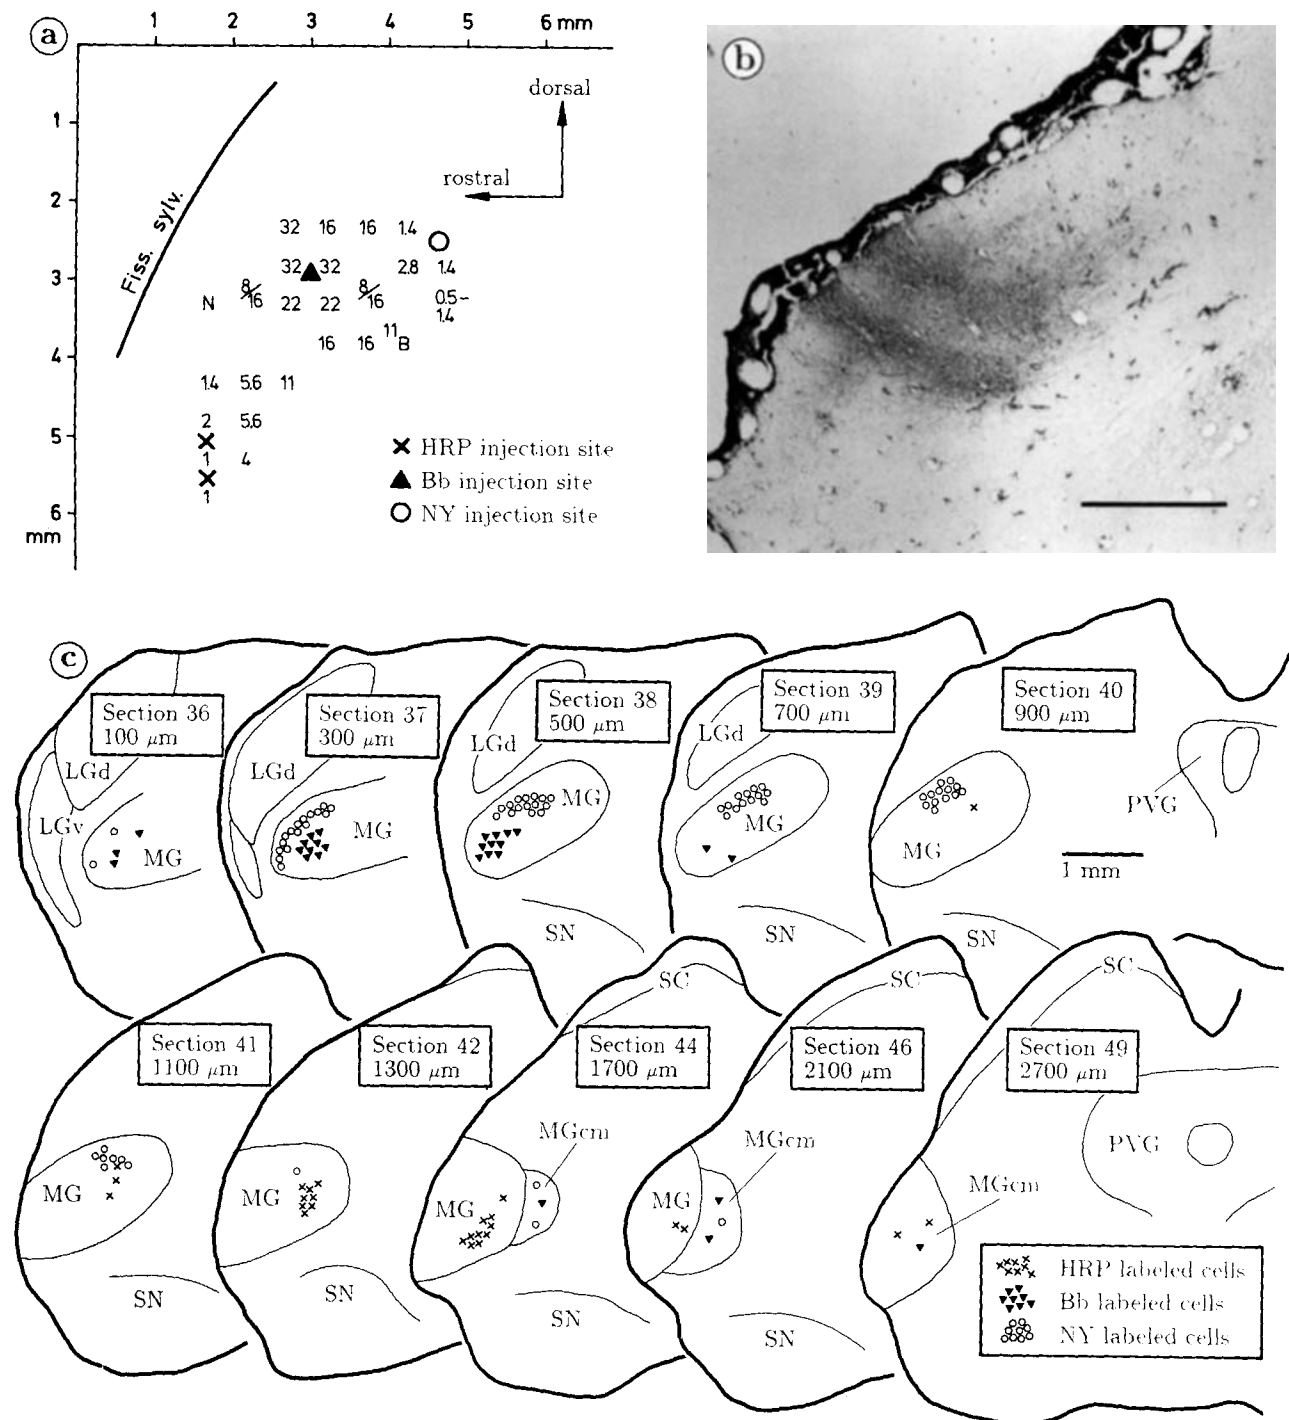 a
1 2 3 4 5 6 mm
dorsal
1
rostral
2
Fiss. sylv.
32 16 16 1.4
32 32 2.8 1.4
3
8/16 8/16
N 22 22 0.5-
1.4
11
16 16 B
4
1.4 5.6 11
2 5.6
5
1 4
1
6
mm
HRP injection site
Bb injection site
NY injection site
b
c
Section 36
100 µm
LGd
LGv
MG
Section 37
300 µm
LGd
MG
Section 38
500 µm
LGd
MG
SN
Section 39
700 µm
LGd
MG
SN
Section 40
900 µm
PVG
MG
1 mm
SN
Section 41
1100 µm
MG
SN
Section 42
1300 µm
MG
SN
SC
Section 44
1700 µm
MGcm
MG
SN
SC
Section 46
2100 µm
MGcm
MG
SN
SC
Section 49
2700 µm
PVG
MGcm
HRP labeled cells
Bb labeled cells
NY labeled cells